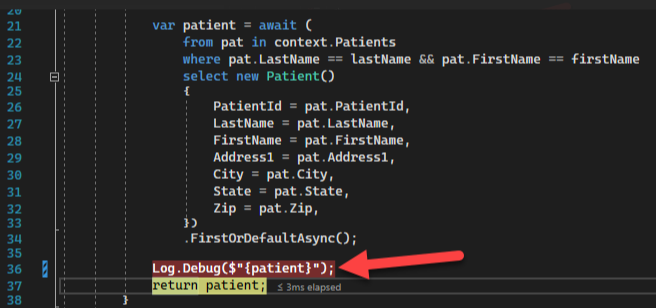 20
21 var patient = await (
22 from pat in context.Patients
23 where pat.LastName == lastName && pat.FirstName == firstName
24 select new Patient()
25 {
26 PatientId = pat.PatientId,
27 LastName = pat.LastName,
28 FirstName = pat.FirstName,
29 Address1 = pat.Address1,
30 City = pat.City,
31 State = pat.State,
32 Zip = pat.Zip,
33 })
34 .FirstOrDefaultAsync();
35
36 Log.Debug($"{patient}");
37 return patient; ≤ 3ms elapsed
38 }